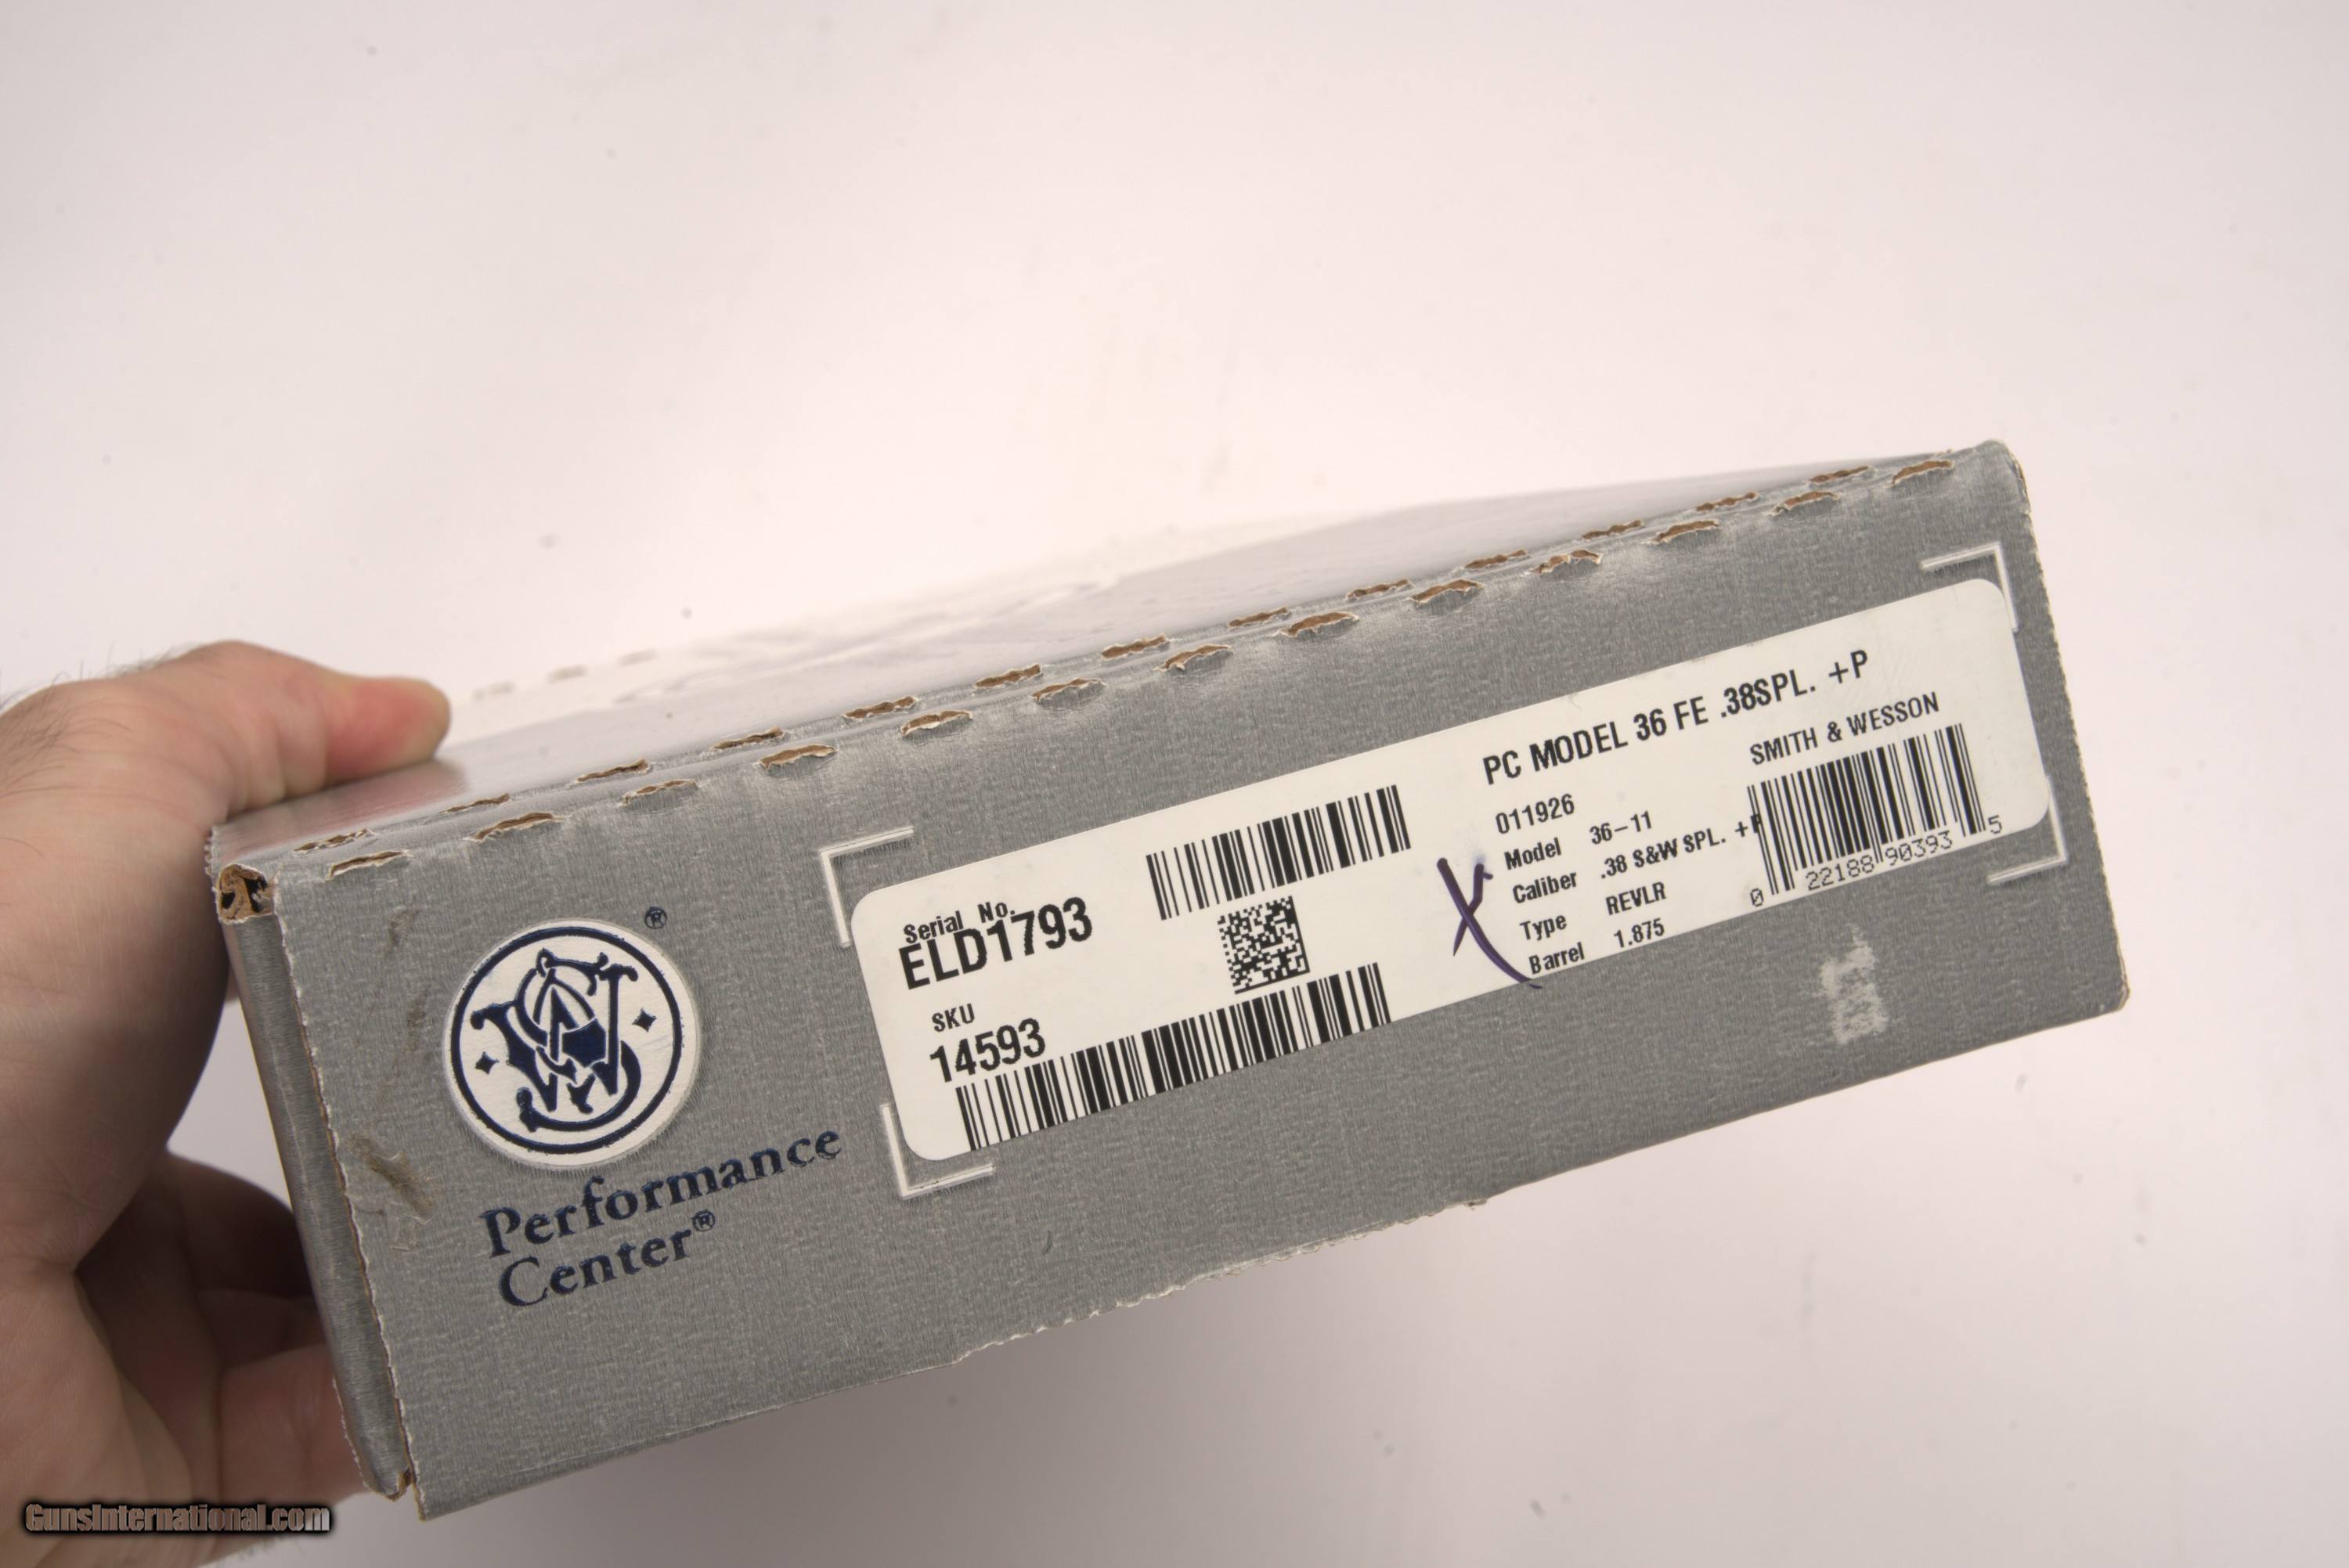 ®
Performance
Center®
Serial No.
ELD1793
SKU
14593
PC MODEL 36 FE .38SPL. +P
SMITH & WESSON
011926
Model 36-11
Caliber .38 S&W SPL. +P
Type REVLR
Barrel 1.875
0 22188 90393 5
GunsInternational.com